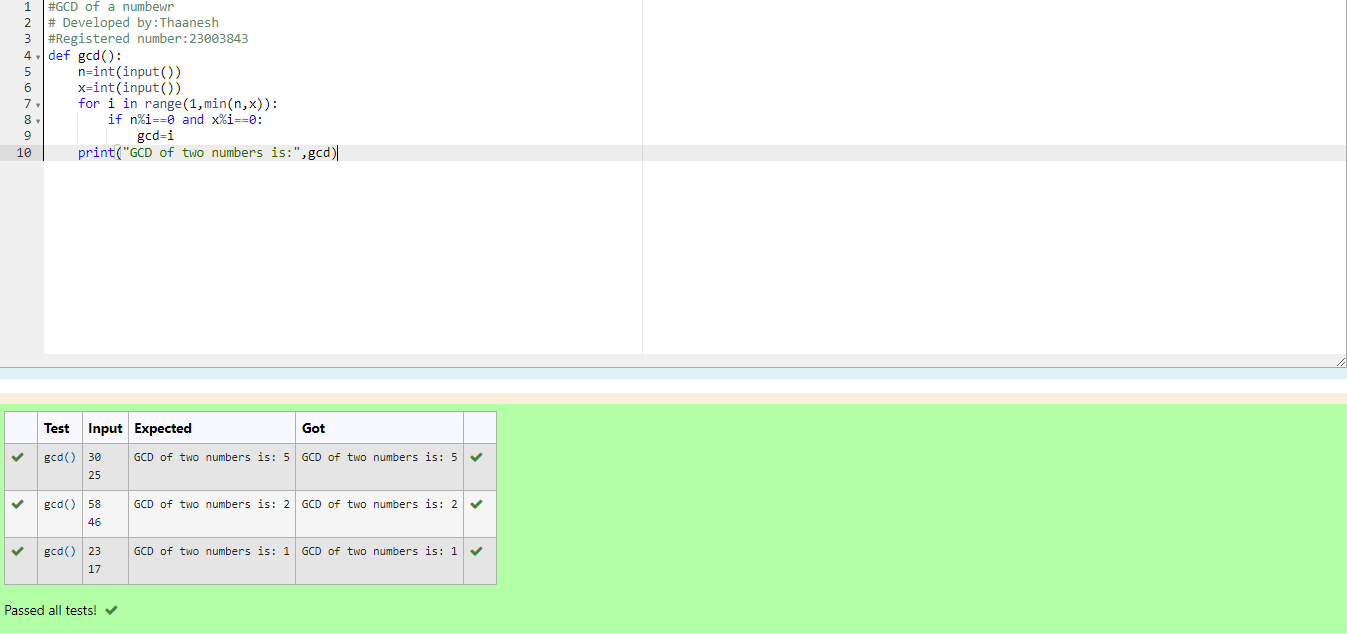 1 #GCD of a numbewr
2 # Developed by:Thaanesh
3 #Registered number:23003843
4 def gcd():
5 n=int(input())
6 x=int(input())
7 for i in range(1,min(n,x)):
8 if n%i==0 and x%i==0:
9 gcd=i
10 print("GCD of two numbers is:",gcd)
Test Input Expected Got
gcd() 30 GCD of two numbers is: 5 GCD of two numbers is: 5
25
gcd() 58 GCD of two numbers is: 2 GCD of two numbers is: 2
46
gcd() 23 GCD of two numbers is: 1 GCD of two numbers is: 1
17
Passed all tests!